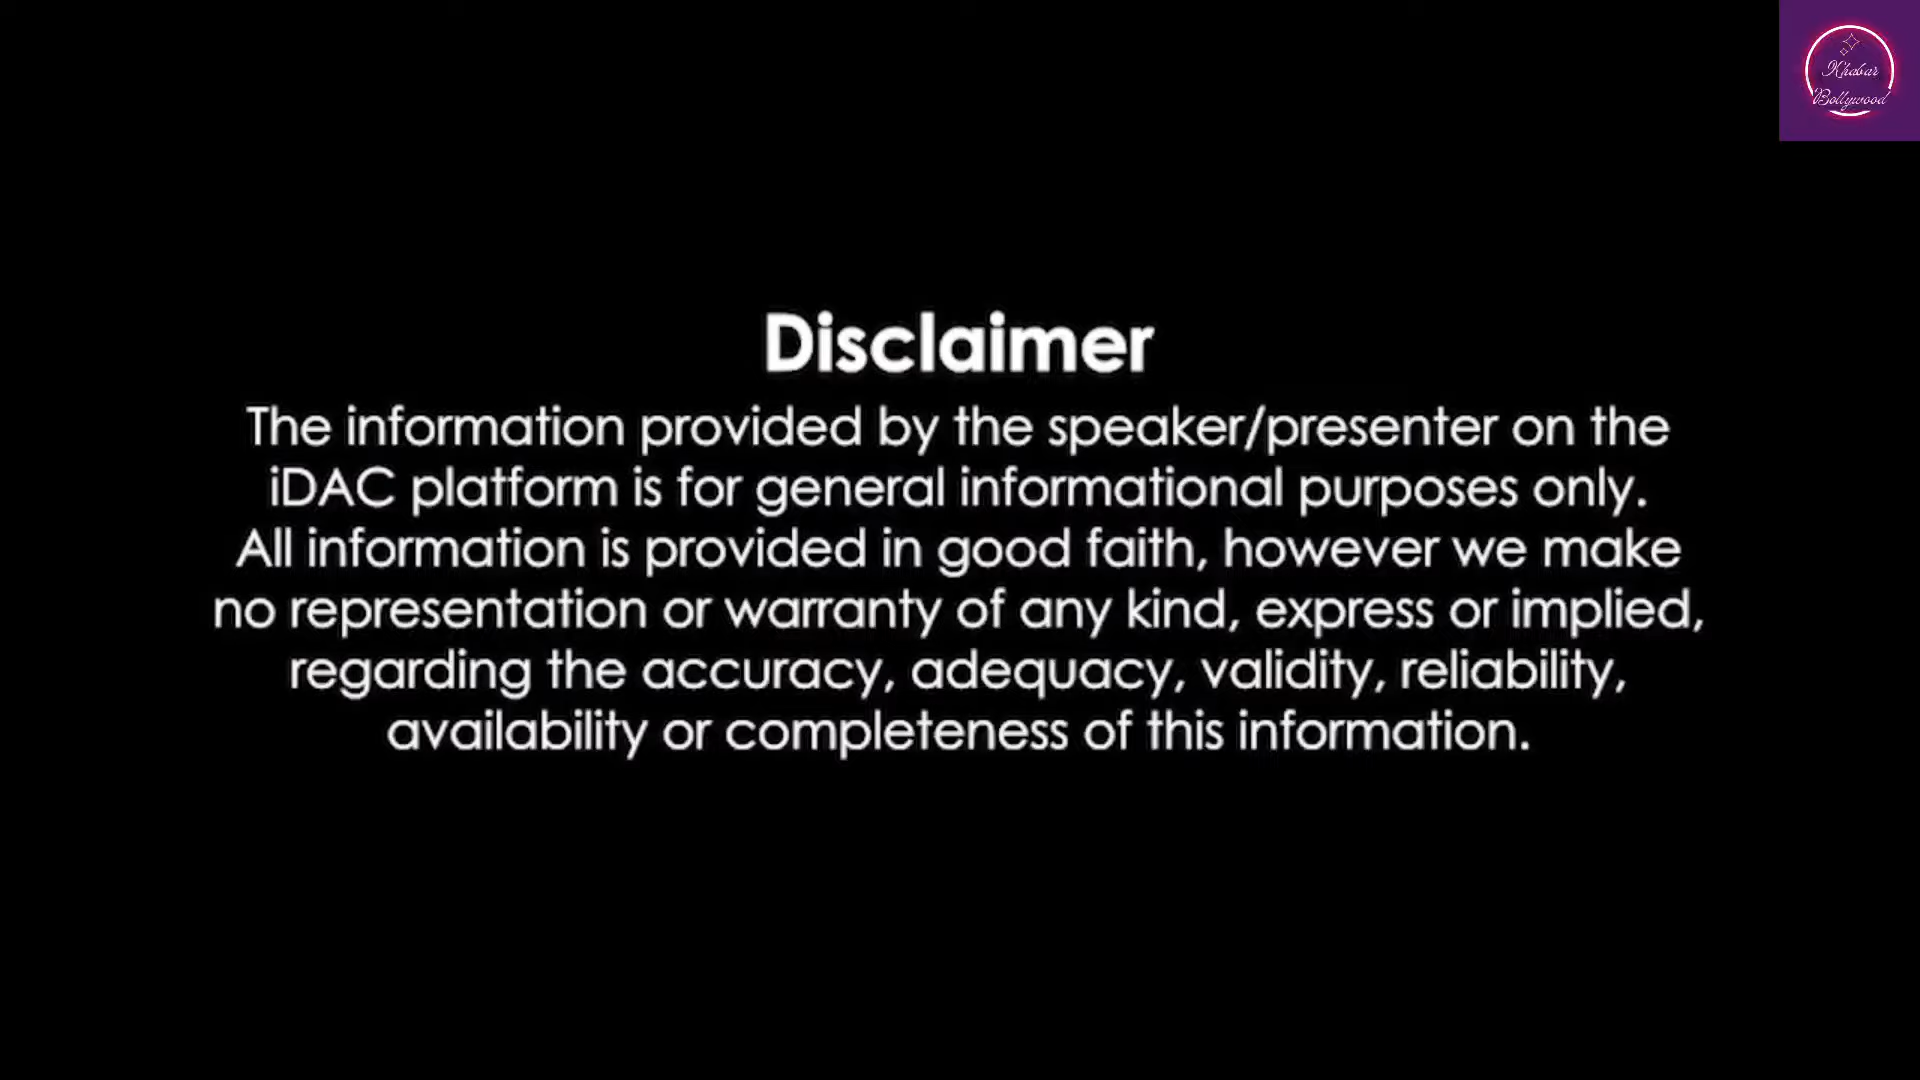 Khabar
Bollywood
Disclaimer
The information provided by the speaker/presenter on the
iDAC platform is for general informational purposes only.
All information is provided in good faith, however we make
no representation or warranty of any kind, express or implied,
regarding the accuracy, adequacy, validity, reliability,
availability or completeness of this information.